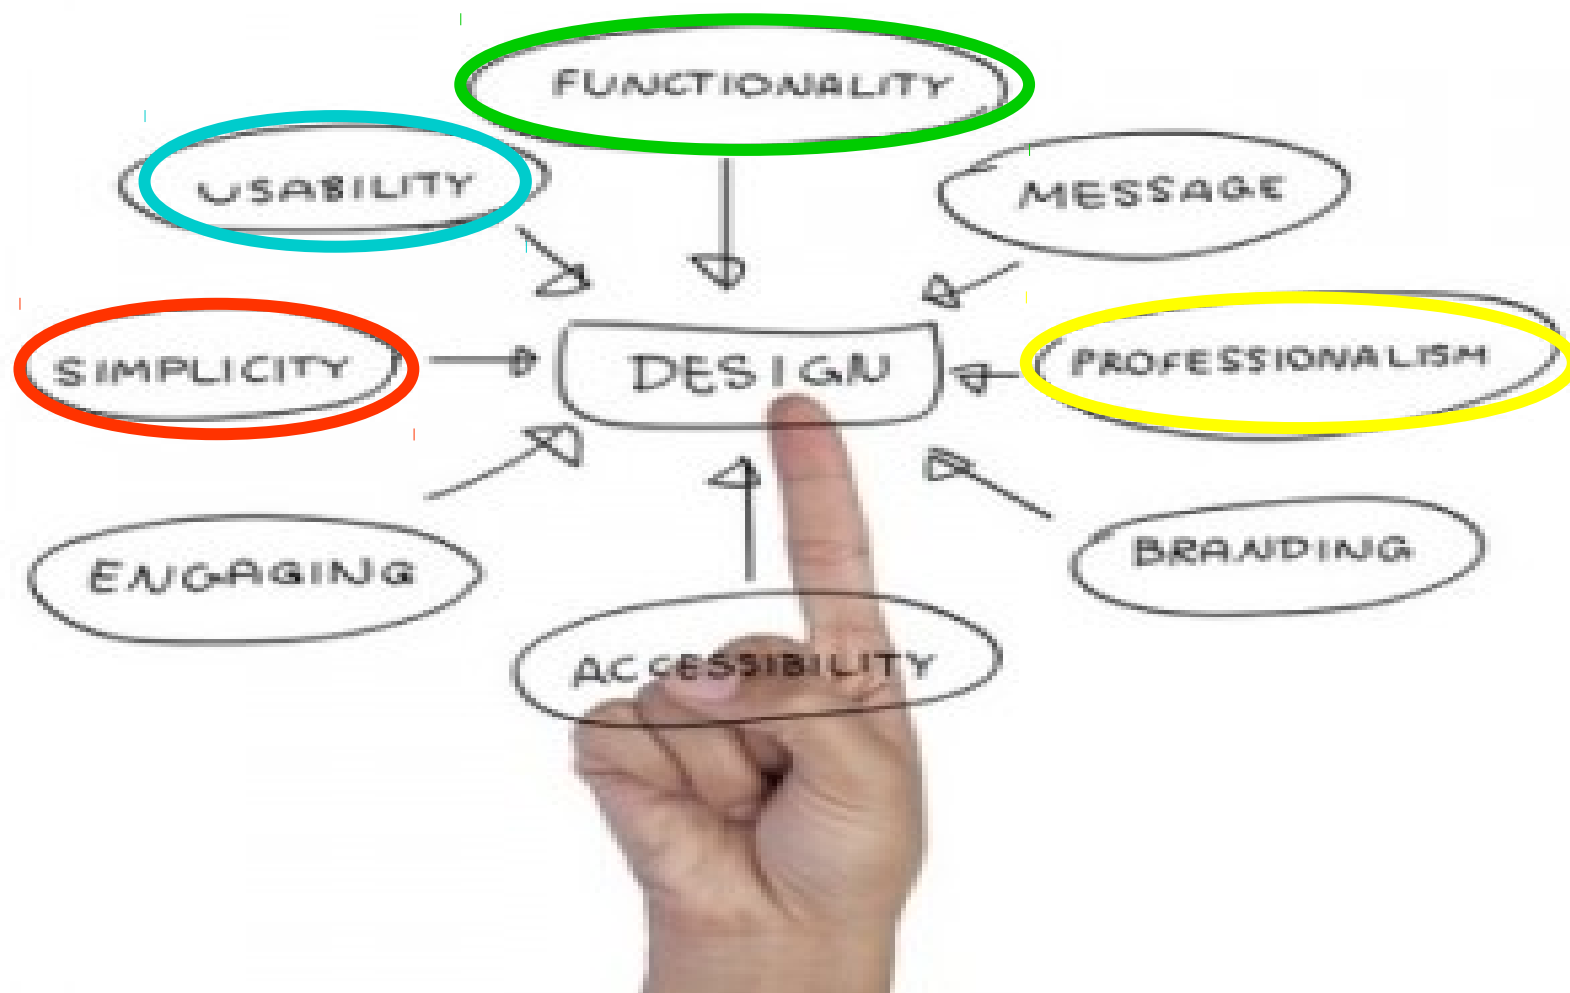 FUNCTIONALITY
USABILITY
MESSAGE
SIMPLICITY
DESIGN
PROFESSIONALISM
ENGAGING
BRANDING
ACCESSIBILITY